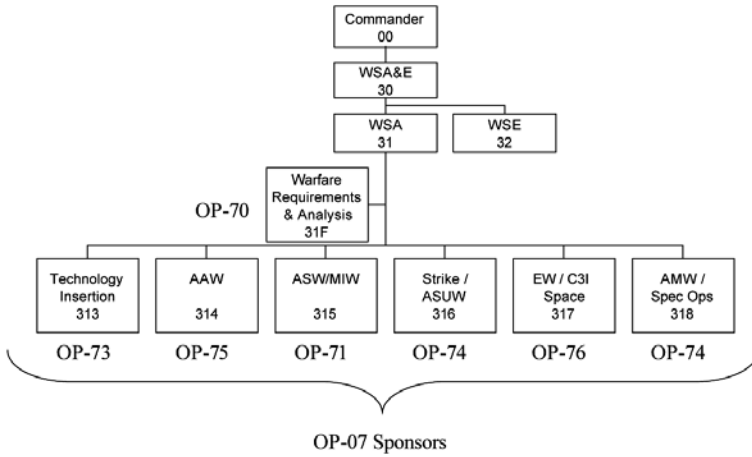 Commander
00
WSA&E
30
WSA
31
WSE
32
Warfare
Requirements
& Analysis
31F
OP-70
Technology
Insertion
313
AAW
314
ASW/MIW
315
Strike /
ASUW
316
EW / C3I
Space
317
AMW /
Spec Ops
318
OP-73
OP-75
OP-71
OP-74
OP-76
OP-74
OP-07 Sponsors